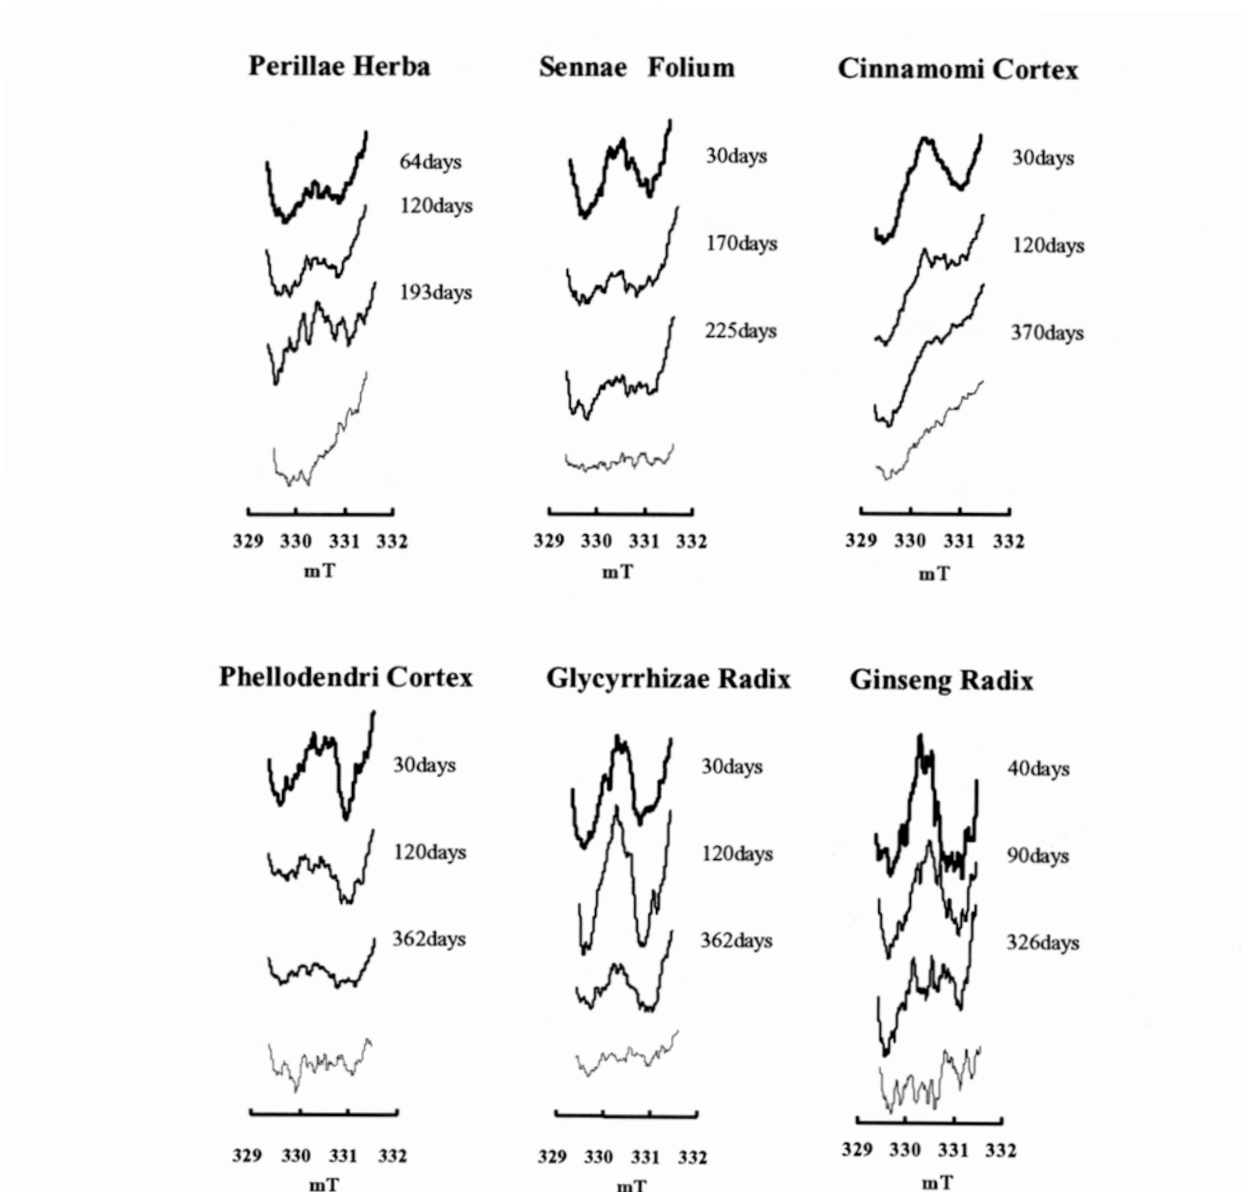 Perillae Herba
64days
120days
193days
329 330 331 332
mT
Sennae Folium
30days
170days
225days
329 330 331 332
mT
Cinnamomi Cortex
30days
120days
370days
329 330 331 332
mT
Phellodendri Cortex
30days
120days
362days
329 330 331 332
mT
Glycyrrhizae Radix
30days
120days
362days
329 330 331 332
mT
Ginseng Radix
40days
90days
326days
329 330 331 332
mT